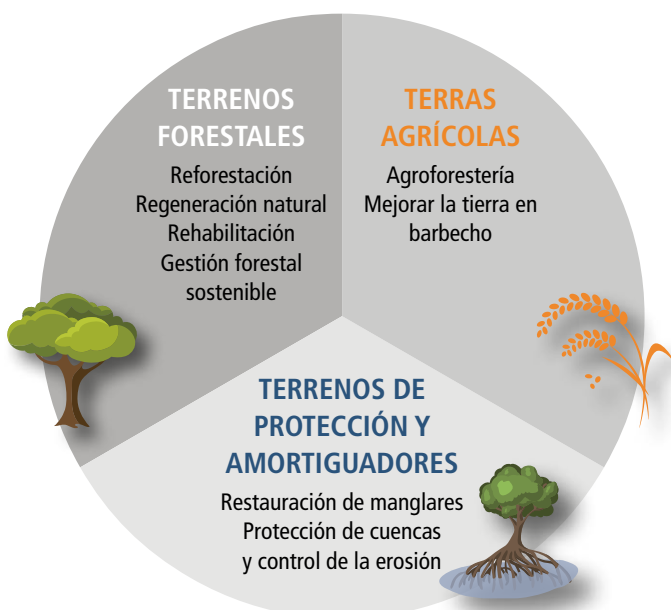 TERRENOS
FORESTALES
Reforestación
Regeneración natural
Rehabilitación
Gestión forestal
sostenible
TERRAS
AGRÍCOLAS
Agroforestería
Mejorar la tierra en
barbecho
TERRENOS DE
PROTECCIÓN Y
AMORTIGUADORES
Restauración de manglares
Protección de cuencas
y control de la erosión